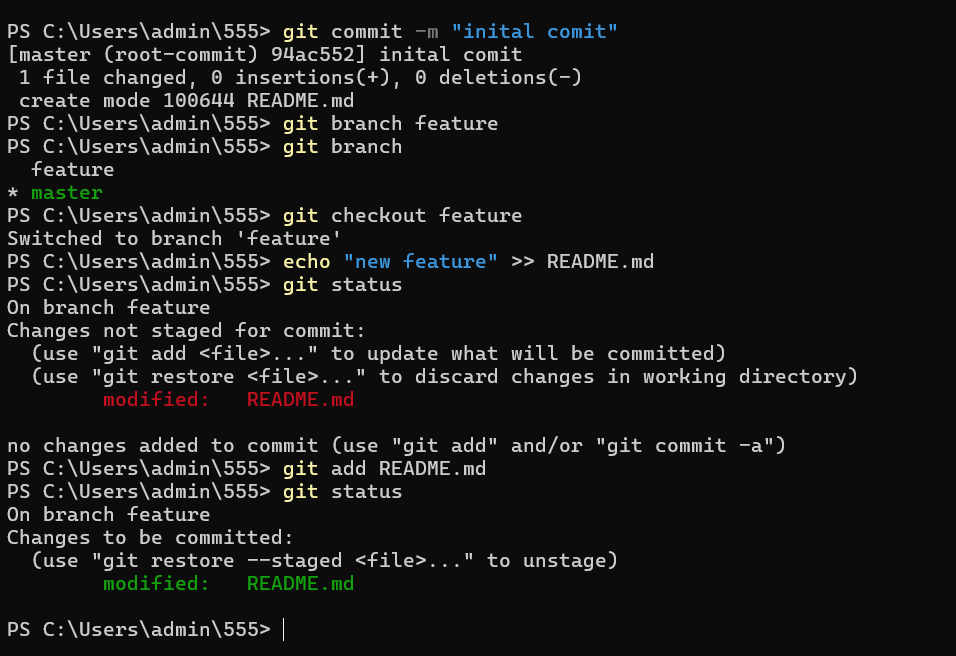 PS C:\Users\admin\555> git commit -m "inital comit"
[master (root-commit) 94ac552] inital comit
 1 file changed, 0 insertions(+), 0 deletions(-)
 create mode 100644 README.md
PS C:\Users\admin\555> git branch feature
PS C:\Users\admin\555> git branch
  feature
* master
PS C:\Users\admin\555> git checkout feature
Switched to branch 'feature'
PS C:\Users\admin\555> echo "new feature" >> README.md
PS C:\Users\admin\555> git status
On branch feature
Changes not staged for commit:
  (use "git add <file>..." to update what will be committed)
  (use "git restore <file>..." to discard changes in working directory)
        modified:   README.md

no changes added to commit (use "git add" and/or "git commit -a")
PS C:\Users\admin\555> git add README.md
PS C:\Users\admin\555> git status
On branch feature
Changes to be committed:
  (use "git restore --staged <file>..." to unstage)
        modified:   README.md

PS C:\Users\admin\555>